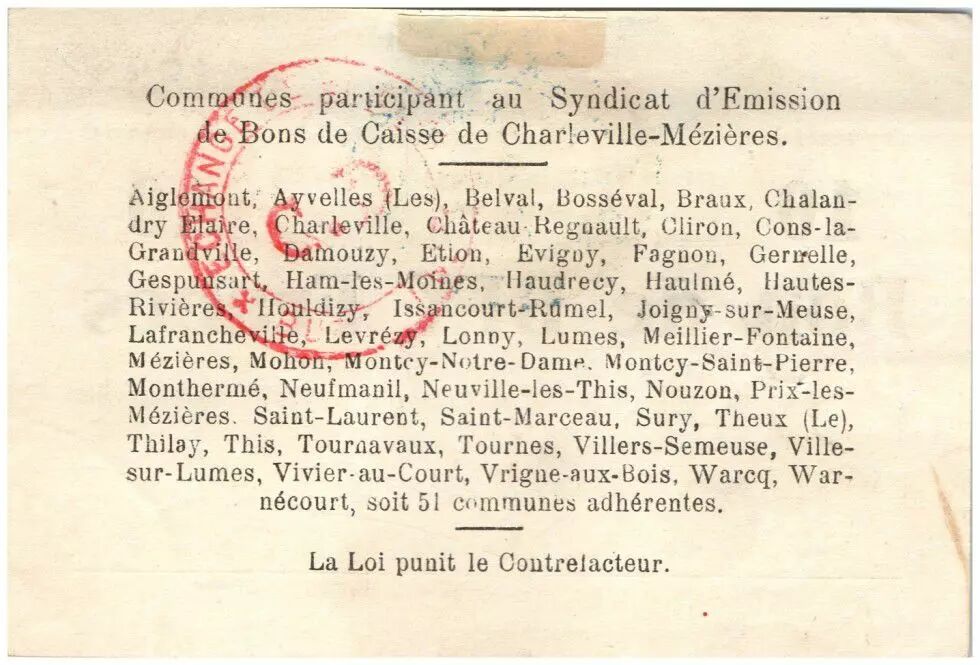 Communes participant au Syndicat d'Emission
de Bons de Caisse de Charleville-Mézières.
Aiglemont, Ayvelles (Les), Belval, Bosséval, Braux, Chalan-
dry Elaire, Charleville, Château-Regnault, Cliron, Cons-la-
Grandville, Damouzy, Etion, Evigny, Fagnon, Gernelle,
Gespunsart, Ham-les-Moines, Haudrecy, Haulmé, Hautes-
Rivières, Houldizy, Issancourt-Rumel, Joigny-sur-Meuse,
Lafrancheville, Levrézy, Lonny, Lumes, Meillier-Fontaine,
Mézières, Mohon, Montcy-Notre-Dame. Montcy-Saint-Pierre,
Monthermé, Neufmanil, Neuville-les-This, Nouzon, Prix-les-
Mézières. Saint-Laurent, Saint-Marceau, Sury, Theux (Le),
Thilay, This, Tournavaux, Tournes, Villers-Semeuse, Ville-
sur-Lumes, Vivier-au-Court, Vrigne-aux-Bois, Warcq, War-
nécourt, soit 51 communes adhérentes.
La Loi punit le Contrefacteur.